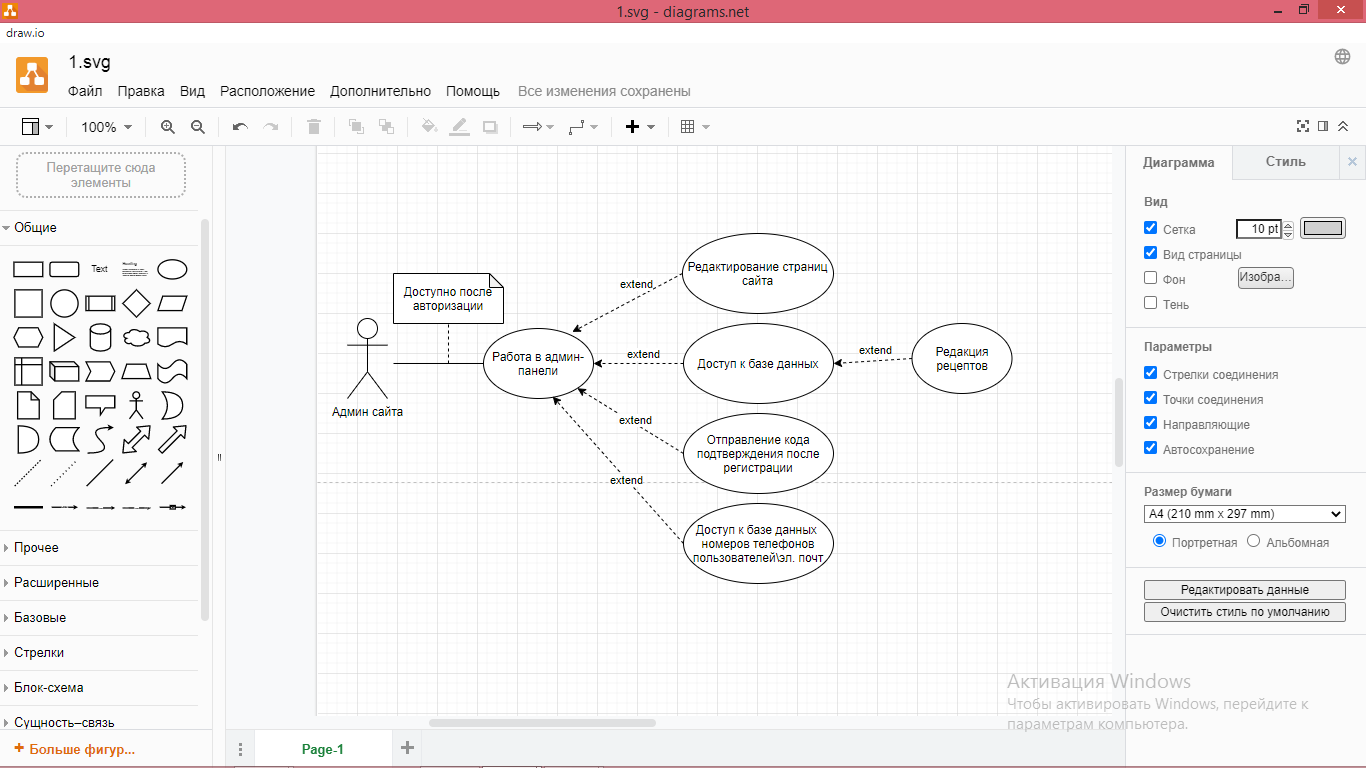 1.svg - diagrams.net
draw.io
1.svg
Файл Правка Вид Расположение Дополнительно Помощь Все изменения сохранены
100%
Перетащите сюда
элементы
Общие
Text
Heading
Прочее
Расширенные
Базовые
Стрелки
Блок-схема
Сущность–связь
+ Больше фигур...
Доступно после
авторизации
Админ сайта
Работа в админ-
панели
extend
Редактирование страниц
сайта
extend
Доступ к базе данных
extend
Редакция
рецептов
extend
Отправление кода
подтверждения после
регистрации
extend
Доступ к базе данных
номеров телефонов
пользователей\эл. почт
Page-1
Диаграмма Стиль
Вид
Сетка 10 pt
Вид страницы
Фон Изобра...
Тень
Параметры
Стрелки соединения
Точки соединения
Направляющие
Автосохранение
Размер бумаги
A4 (210 mm x 297 mm)
Портретная Альбомная
Редактировать данные
Очистить стиль по умолчанию
Активация Windows
Чтобы активировать Windows, перейдите к
параметрам компьютера.